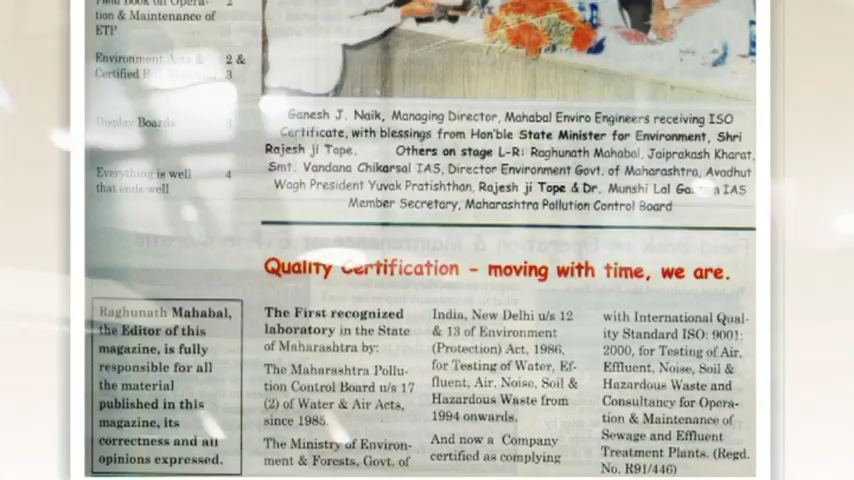 tion & Maintenance of 
ETP
Environment Acts & 2 &
Certified 3
Display Boards 3
Everything is well 4
that ends well
Ganesh J. Naik, Managing Director, Mahabal Enviro Engineers receiving ISO
Certificate, with blessings from Hon'ble State Minister for Environment, Shri
Rajesh ji Tope. Others on stage L-R: Raghunath Mahabal, Jaiprakash Kharat,
Smt. Vandana Chikarsal IAS, Director Environment Govt. of Maharashtra, Avadhut
Wagh President Yuvak Pratishthan, Rajesh ji Tope & Dr. Munshi Lal IAS
Member Secretary, Maharashtra Pollution Control Board
Quality Certification - moving with time, we are.
Raghunath Mahabal,
the Editor of this
magazine, is fully
responsible for all
the material
published in this
magazine, its
correctness and all
opinions expressed.
The First recognized
laboratory in the State
of Maharashtra by:
The Maharashtra Pollu-
tion Control Board u/s 17
(2) of Water & Air Acts,
since 1985.
The Ministry of Environ-
ment & Forests, Govt. of
India, New Delhi u/s 12
& 13 of Environment
(Protection) Act, 1986,
for Testing of Water, Ef-
fluent, Air, Noise, Soil &
Hazardous Waste from
1994 onwards.
And now a Company
certified as complying
with International Qual-
ity Standard ISO: 9001:
2000, for Testing of Air,
Effluent, Noise, Soil &
Hazardous Waste and
Consultancy for Opera-
tion & Maintenance of
Sewage and Effluent
Treatment Plants. (Regd.
No. R91/446)